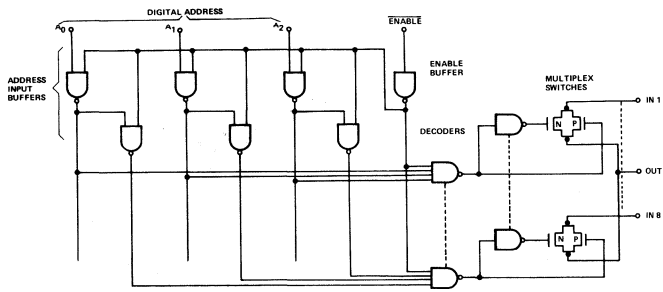 DIGITAL ADDRESS
A0
A1
A2
ENABLE
ADDRESS
INPUT
BUFFERS
ENABLE
BUFFER
MULTIPLEX
SWITCHES
DECODERS
N P
IN 1
OUT
IN 8
N P